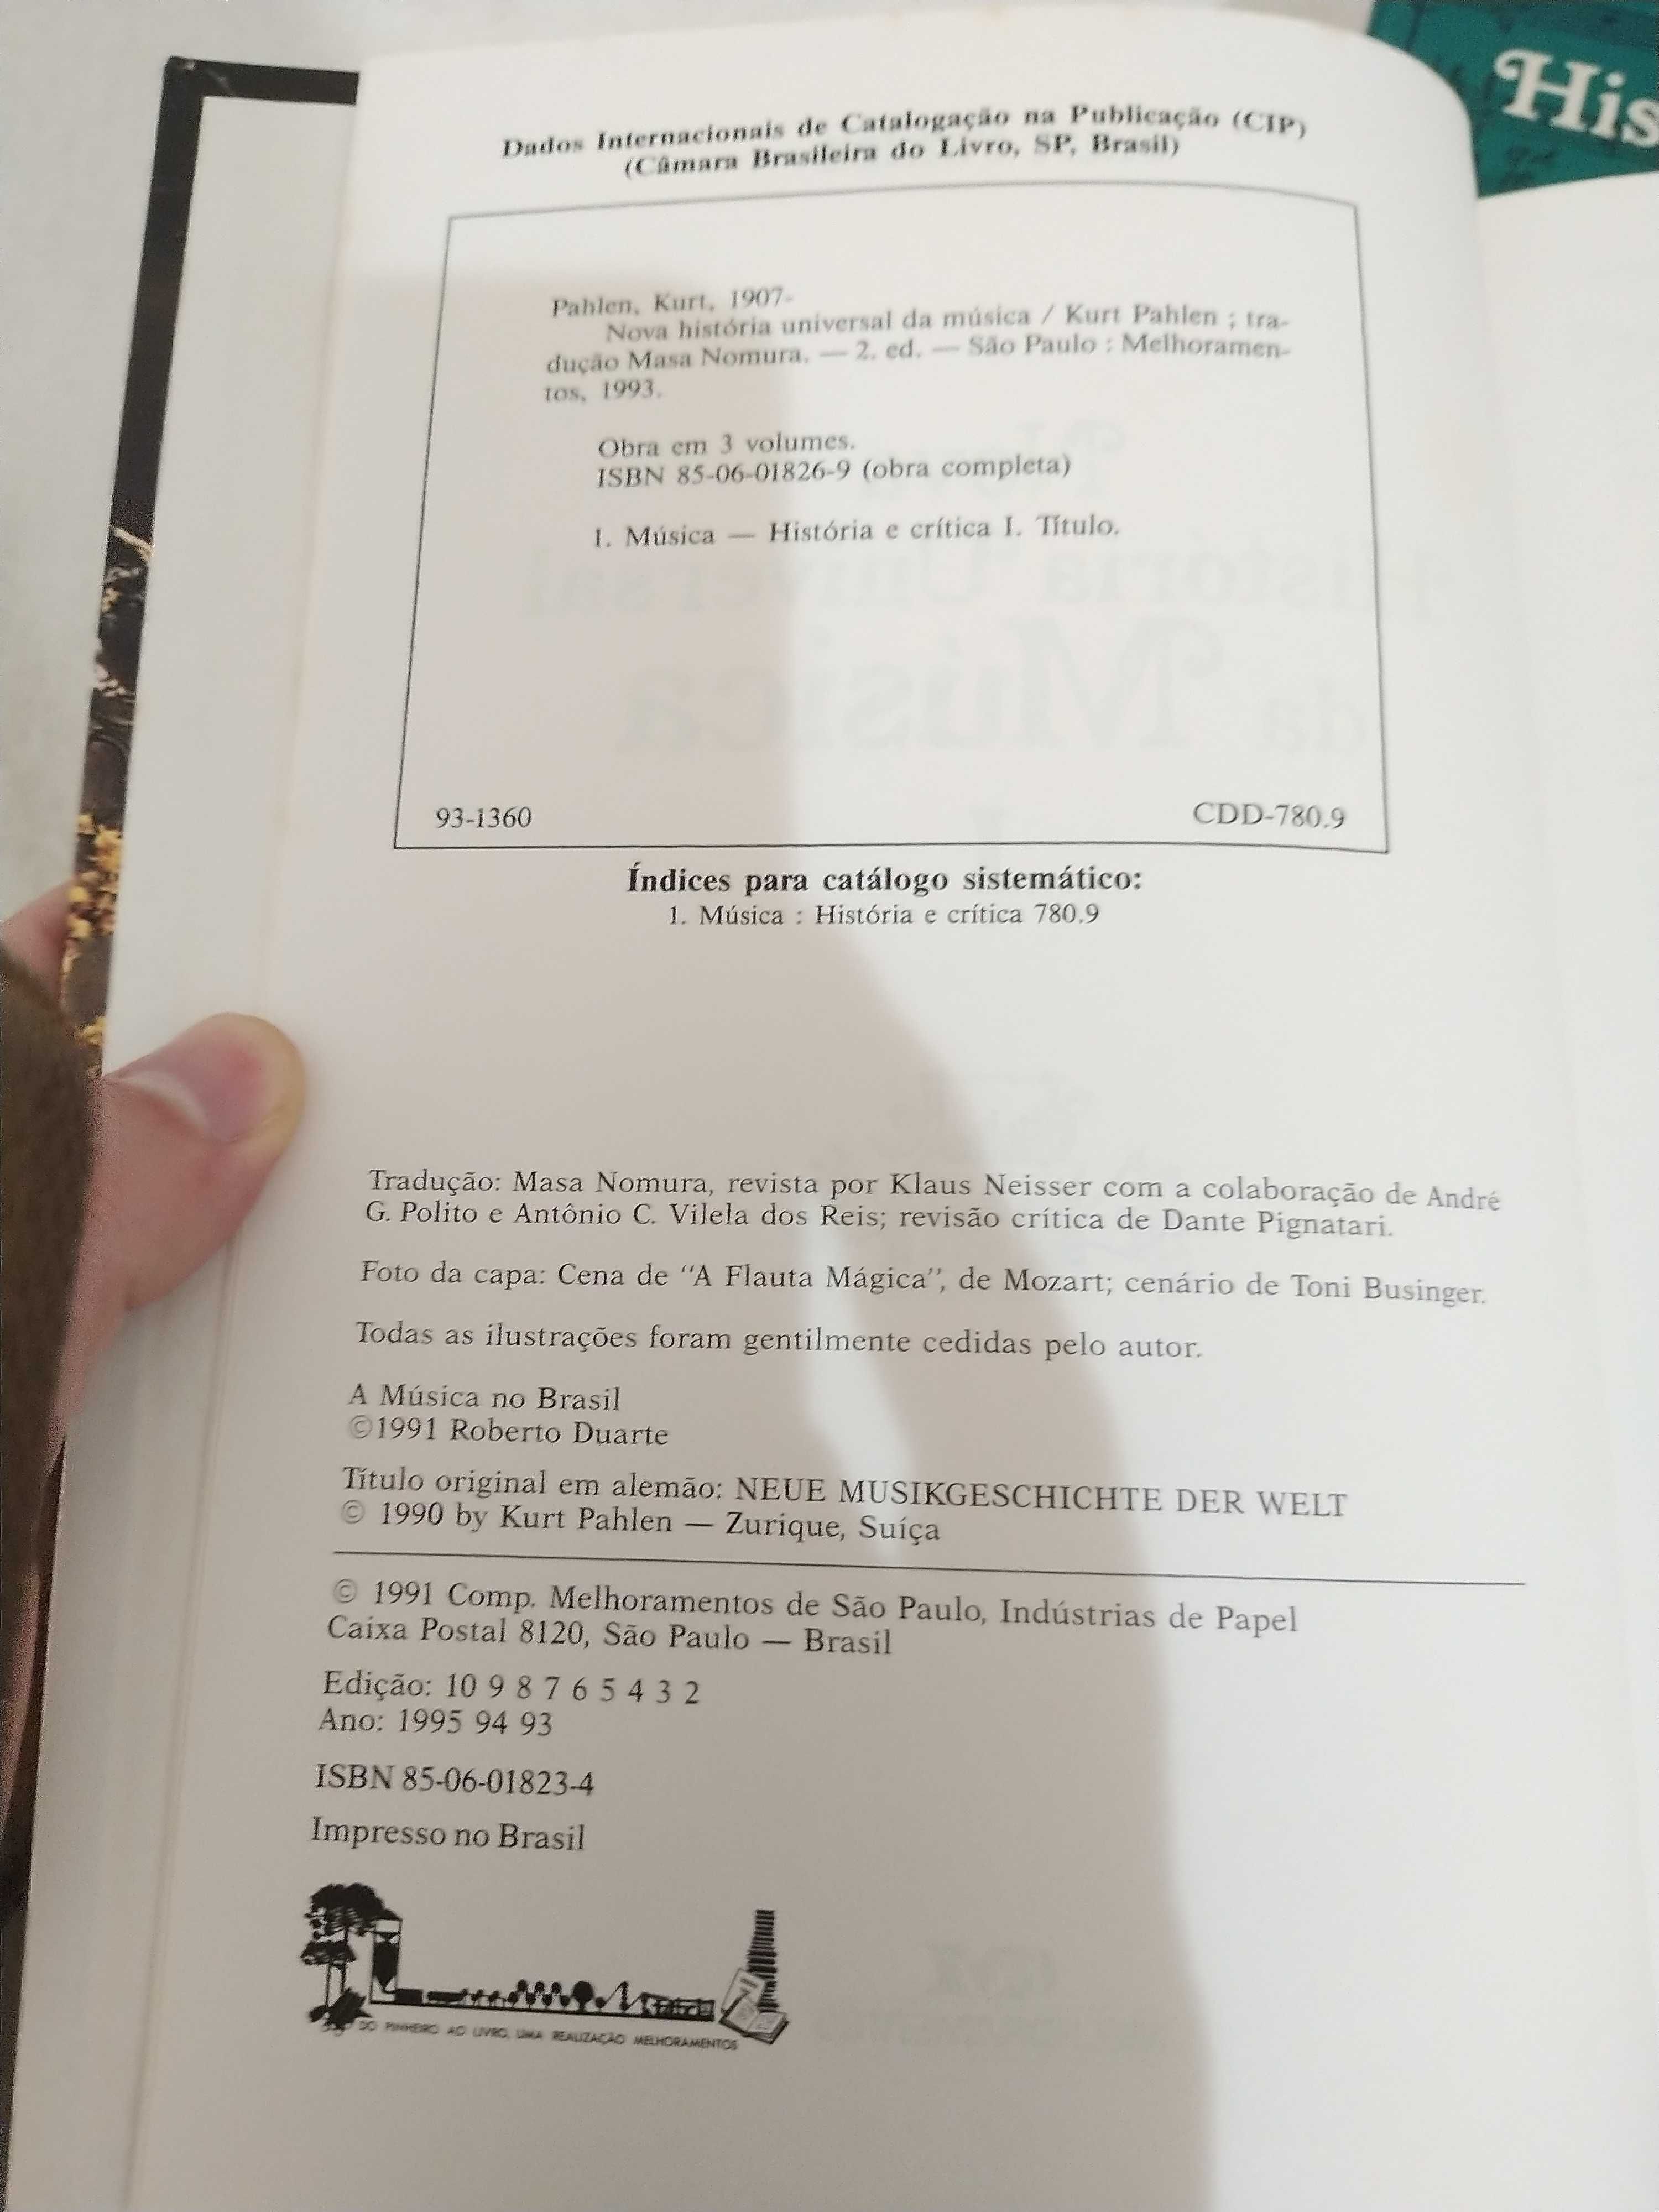 His
Dados Internacionais de Catalogação na Publicação (CIP)
(Câmara Brasileira do Livro, SP, Brasil)
Pahlen, Kurt, 1907-
Nova história universal da música / Kurt Pahlen ; tra-
dução Masa Nomura. — 2. ed. — São Paulo : Melhoramen-
tos, 1993.
Obra em 3 volumes.
ISBN 85-06-01826-9 (obra completa)
1. Música — História e crítica I. Título.
93-1360 CDD-780.9
Índices para catálogo sistemático:
1. Música : História e crítica 780.9
Tradução: Masa Nomura, revista por Klaus Neisser com a colaboração de André
G. Polito e Antônio C. Vilela dos Reis; revisão crítica de Dante Pignatari.
Foto da capa: Cena de “A Flauta Mágica”, de Mozart; cenário de Toni Businger.
Todas as ilustrações foram gentilmente cedidas pelo autor.
A Música no Brasil
©1991 Roberto Duarte
Título original em alemão: NEUE MUSIKGESCHICHTE DER WELT
© 1990 by Kurt Pahlen — Zurique, Suíça
© 1991 Comp. Melhoramentos de São Paulo, Indústrias de Papel
Caixa Postal 8120, São Paulo — Brasil
Edição: 10 9 8 7 6 5 4 3 2
Ano: 1995 94 93
ISBN 85-06-01823-4
Impresso no Brasil
DO PINHEIRO AO LIVRO, UMA REALIZAÇÃO MELHORAMENTOS